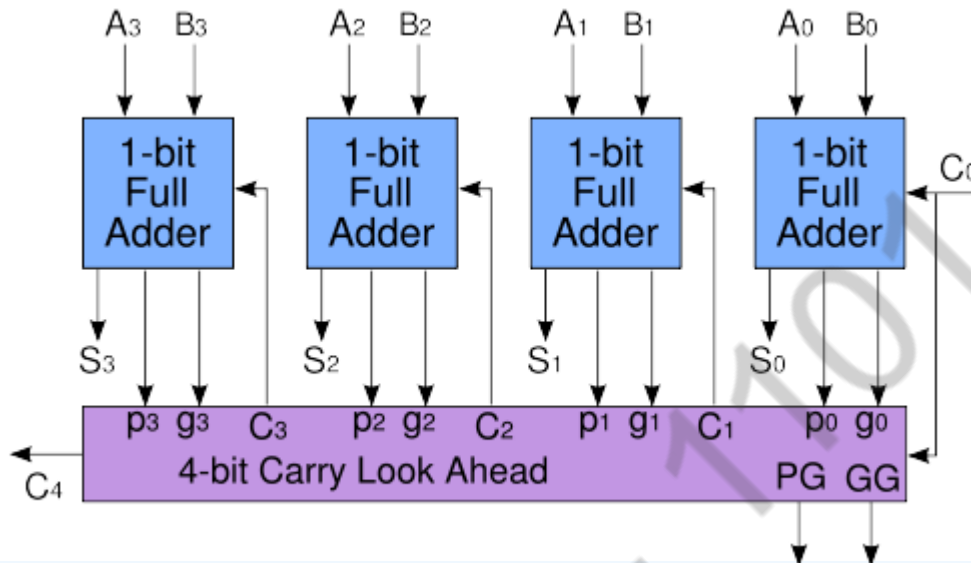 A3 B3 A2 B2 A1 B1 A0 B0
1-bit Full Adder
1-bit Full Adder
1-bit Full Adder
1-bit Full Adder
C0
S3 S2 S1 S0
p3 g3 C3 p2 g2 C2 p1 g1 C1 p0 g0
4-bit Carry Look Ahead
PG GG
C4
1101